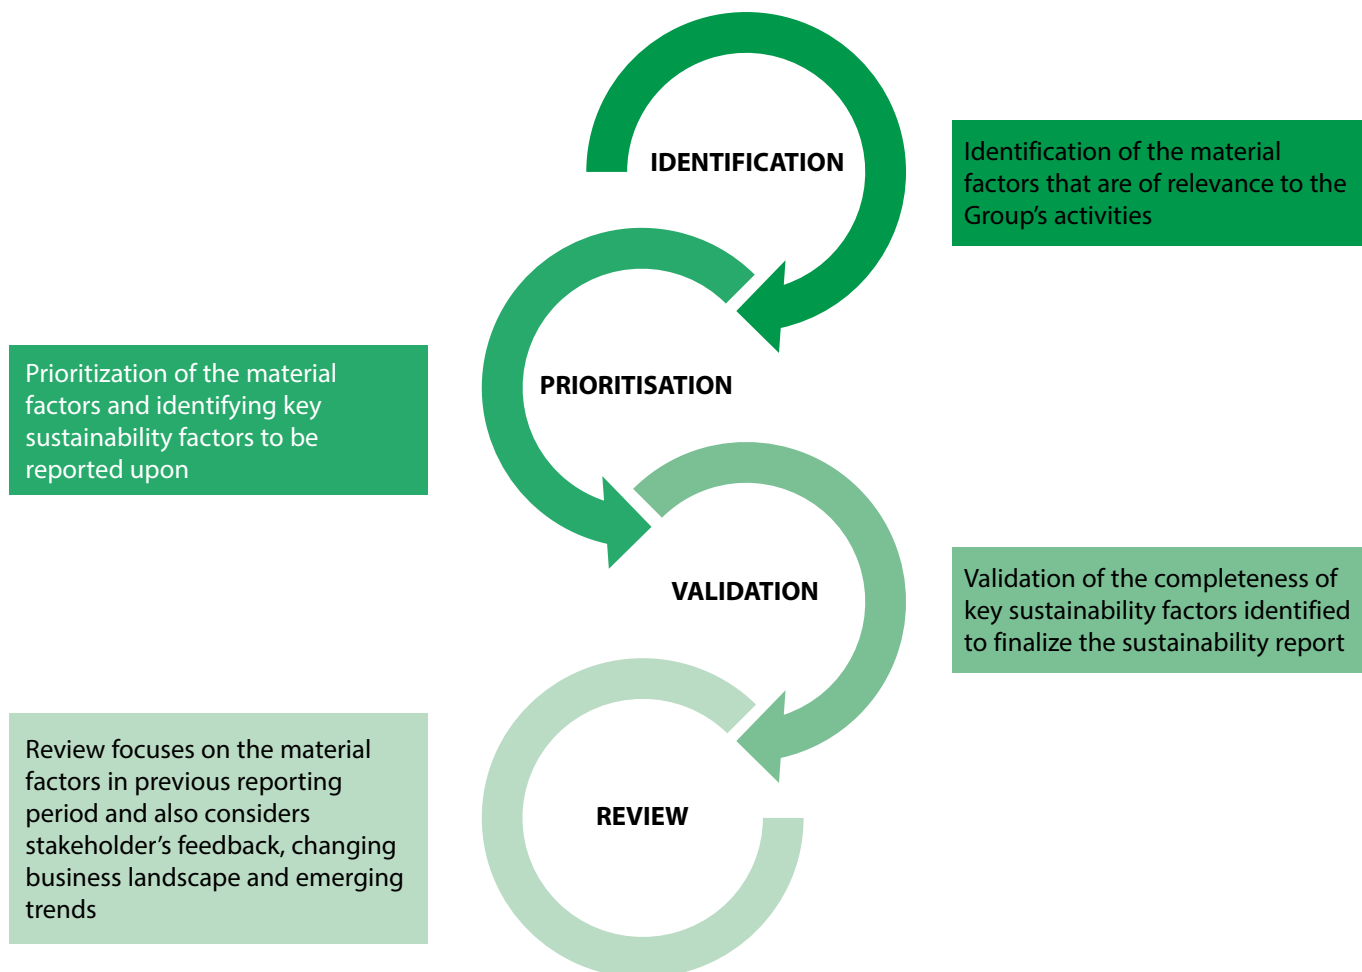 IDENTIFICATION
Identification of the material
factors that are of relevance to the
Group’s activities
PRIORITISATION
Prioritization of the material
factors and identifying key
sustainability factors to be
reported upon
VALIDATION
Validation of the completeness of
key sustainability factors identified
to finalize the sustainability report
REVIEW
Review focuses on the material
factors in previous reporting
period and also considers
stakeholder’s feedback, changing
business landscape and emerging
trends